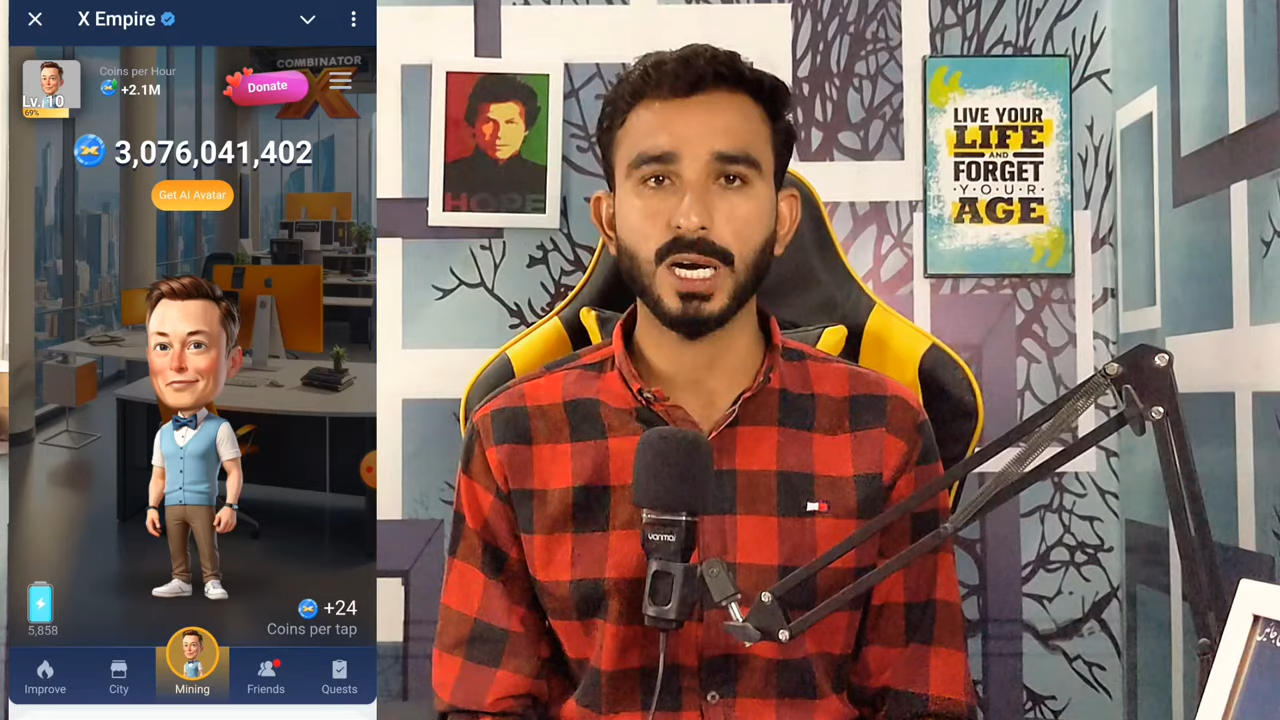 X Empire
COMBINATOR
X
Coins per Hour
+2.1M
Donate
Lv. 10
69%
3,076,041,402
Get AI Avatar
+24
Coins per tap
5,858
Improve
City
Mining
Friends
Quests
HOPE
LIVE YOUR
LIFE
AND
FORGET
YOUR
AGE
vanmai